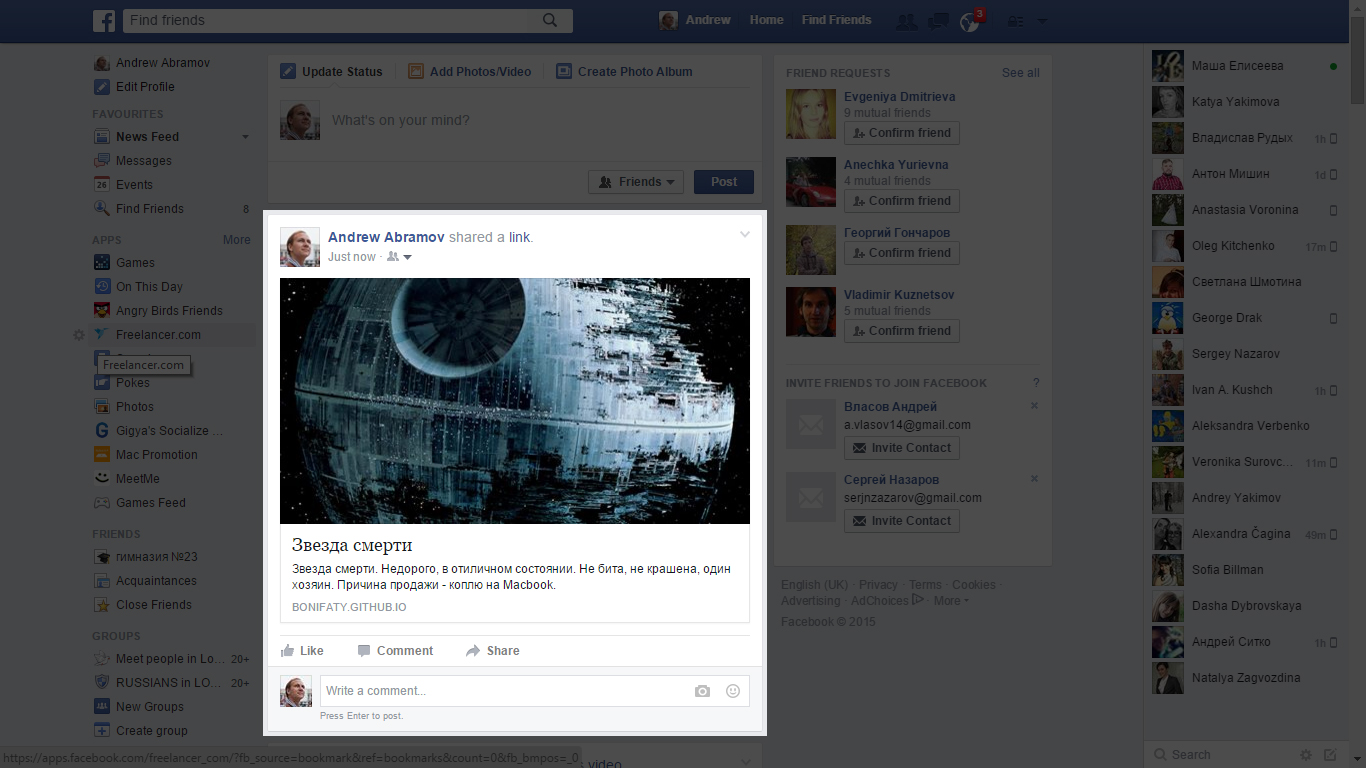 Find friends
Andrew
Home
Find Friends
3
Andrew Abramov
Edit Profile
FAVOURITES
News Feed
Messages
26
Events
Find Friends
8
APPS
More
Games
On This Day
Angry Birds Friends
Freelancer.com
Freelancer.com
Pokes
Photos
Gigya's Socialize ...
Mac Promotion
MeetMe
Games Feed
FRIENDS
гимназия №23
Acquaintances
Close Friends
GROUPS
Meet people in Lo...
20+
RUSSIANS in LO...
20+
New Groups
Create group
https://apps.facebook.com/freelancer_com/?fb_source=bookmark&ref=bookmarks&count=0&fb_bmpos=_0
Update Status
Add Photos/Video
Create Photo Album
What's on your mind?
Friends
Post
Andrew Abramov shared a link.
Just now ·
Звезда смерти
Звезда смерти. Недорого, в отиличном состоянии. Не бита, не крашена, один
хозяин. Причина продажи - коплю на Macbook.
BONIFATY.GITHUB.IO
Like
Comment
Share
Write a comment...
Press Enter to post.
video.
FRIEND REQUESTS
See all
Evgeniya Dmitrieva
9 mutual friends
Confirm friend
Anechka Yurievna
4 mutual friends
Confirm friend
Георгий Гончаров
Confirm friend
Vladimir Kuznetsov
5 mutual friends
Confirm friend
INVITE FRIENDS TO JOIN FACEBOOK
?
Власов Андрей
a.vlasov14@gmail.com
Invite Contact
Сергей Назаров
serjnzazarov@gmail.com
Invite Contact
English (UK) · Privacy · Terms · Cookies ·
Advertising · AdChoices · More
Facebook © 2015
Маша Елисеева
Katya Yakimova
Владислав Рудых
1h
Антон Мишин
1d
Anastasia Voronina
Oleg Kitchenko
17m
Светлана Шмотина
George Drak
Sergey Nazarov
Ivan A. Kushch
1h
Aleksandra Verbenko
Veronika Surovc...
11m
Andrey Yakimov
Alexandra Čagina
49m
Sofia Billman
Dasha Dybrovskaya
Андрей Ситко
1h
Natalya Zagvozdina
Search